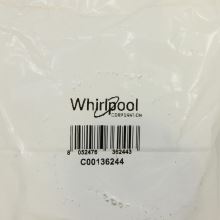 Whirlpool
CORPORATION
8 052476 362443
C00136244